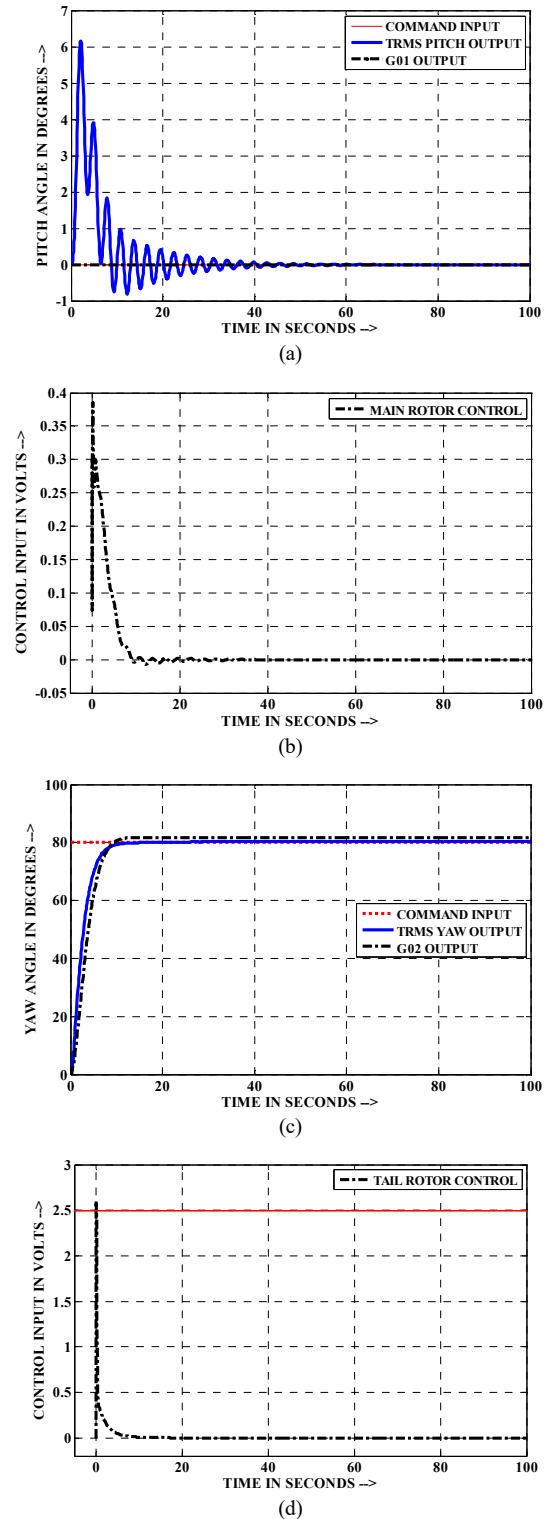 COMMAND INPUT
TRMS PITCH OUTPUT
G01 OUTPUT
PITCH ANGLE IN DEGREES -->
7
6
5
4
3
2
1
0
-1
0 20 40 60 80 100
TIME IN SECONDS -->
(a)
MAIN ROTOR CONTROL
CONTROL INPUT IN VOLTS -->
0.4
0.35
0.3
0.25
0.2
0.15
0.1
0.05
0
-0.05
0 20 40 60 80 100
TIME IN SECONDS -->
(b)
YAW ANGLE IN DEGREES -->
100
80
60
40
20
0
COMMAND INPUT
TRMS YAW OUTPUT
G02 OUTPUT
0 20 40 60 80 100
TIME IN SECONDS -->
(c)
TAIL ROTOR CONTROL
CONTROL INPUT IN VOLTS -->
3
2.5
2
1.5
1
0.5
0
0 20 40 60 80 100
TIME IN SECONDS -->
(d)